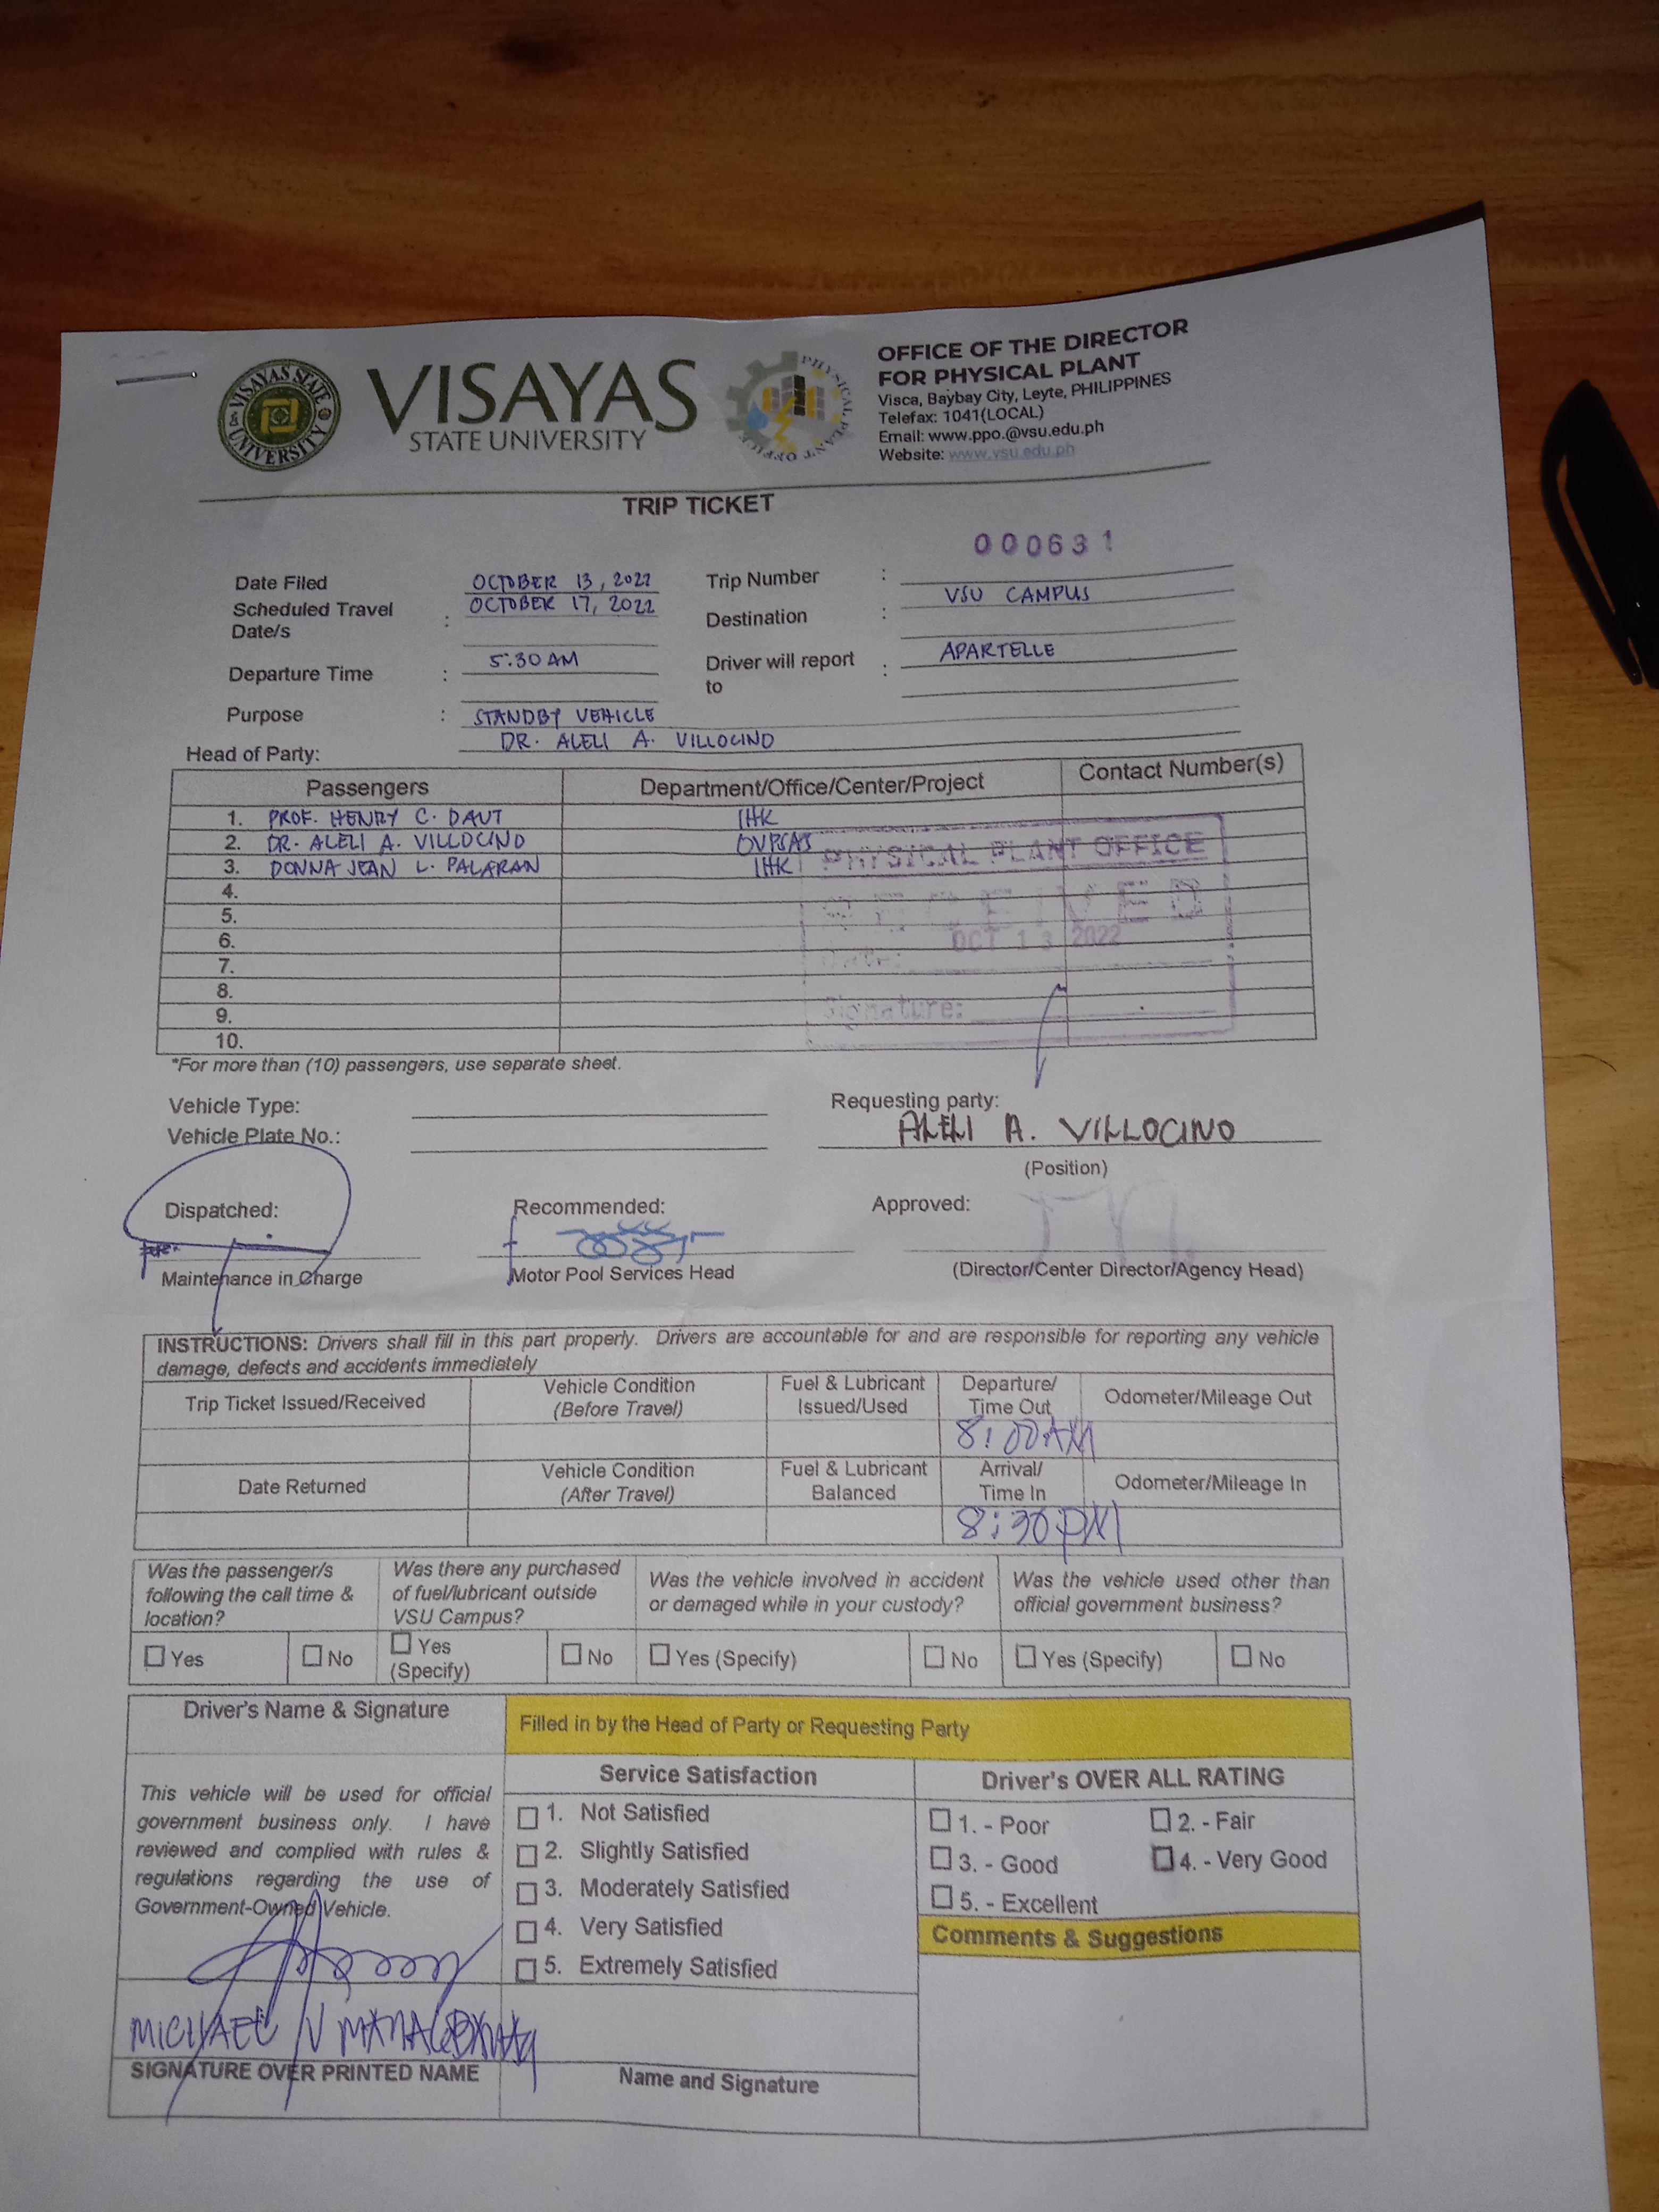 VISAYAS STATE UNIVERSITY
VISAYAS
STATE UNIVERSITY
PHYSICAL PLANT OFFICE
OFFICE OF THE DIRECTOR
FOR PHYSICAL PLANT
Visca, Baybay City, Leyte, PHILIPPINES
Telefax: 1041(LOCAL)
Email: www.ppo.@vsu.edu.ph
Website: www.vsu.edu.ph
TRIP TICKET
000631
Date Filed OCTOBER 13, 2022 Trip Number :
Scheduled Travel Date/s : OCTOBER 17, 2022 Destination : VSU CAMPUS
Departure Time : 5:30 AM Driver will report to : APARTELLE
Purpose : STANDBY VEHICLE
Head of Party: DR. ALELI A. VILLOCINO
Passengers Department/Office/Center/Project Contact Number(s)
1. PROF. HENRY C. DAUT IHK
2. DR. ALELI A. VILLOCINO OVPSAS
3. DONNA JEAN L. PALARAN IHK
4.
5.
6.
7.
8.
9.
10.
PHYSICAL PLANT OFFICE
RECEIVED
Date: OCT 13 2022
Signature:
*For more than (10) passengers, use separate sheet.
Vehicle Type:
Vehicle Plate No.:
Requesting party:
ALELI A. VILLOCINO
(Position)
Dispatched: Recommended: Approved:
Maintenance in Charge Motor Pool Services Head (Director/Center Director/Agency Head)
INSTRUCTIONS: Drivers shall fill in this part properly. Drivers are accountable for and are responsible for reporting any vehicle
damage, defects and accidents immediately
Trip Ticket Issued/Received Vehicle Condition (Before Travel) Fuel & Lubricant Issued/Used Departure/ Time Out Odometer/Mileage Out
8:00AM
Date Returned Vehicle Condition (After Travel) Fuel & Lubricant Balanced Arrival/ Time In Odometer/Mileage In
8:30PM
Was the passenger/s following the call time & location?
Was there any purchased of fuel/lubricant outside VSU Campus?
Was the vehicle involved in accident or damaged while in your custody?
Was the vehicle used other than official government business?
Yes No Yes (Specify) No Yes (Specify) No Yes (Specify) No
Driver's Name & Signature
Filled in by the Head of Party or Requesting Party
This vehicle will be used for official
government business only. I have
reviewed and complied with rules &
regulations regarding the use of
Government-Owned Vehicle.
MICHAEL V
SIGNATURE OVER PRINTED NAME
Service Satisfaction
1. Not Satisfied
2. Slightly Satisfied
3. Moderately Satisfied
4. Very Satisfied
5. Extremely Satisfied
Name and Signature
Driver's OVER ALL RATING
1. - Poor 2. - Fair
3. - Good 4. - Very Good
5. - Excellent
Comments & Suggestions